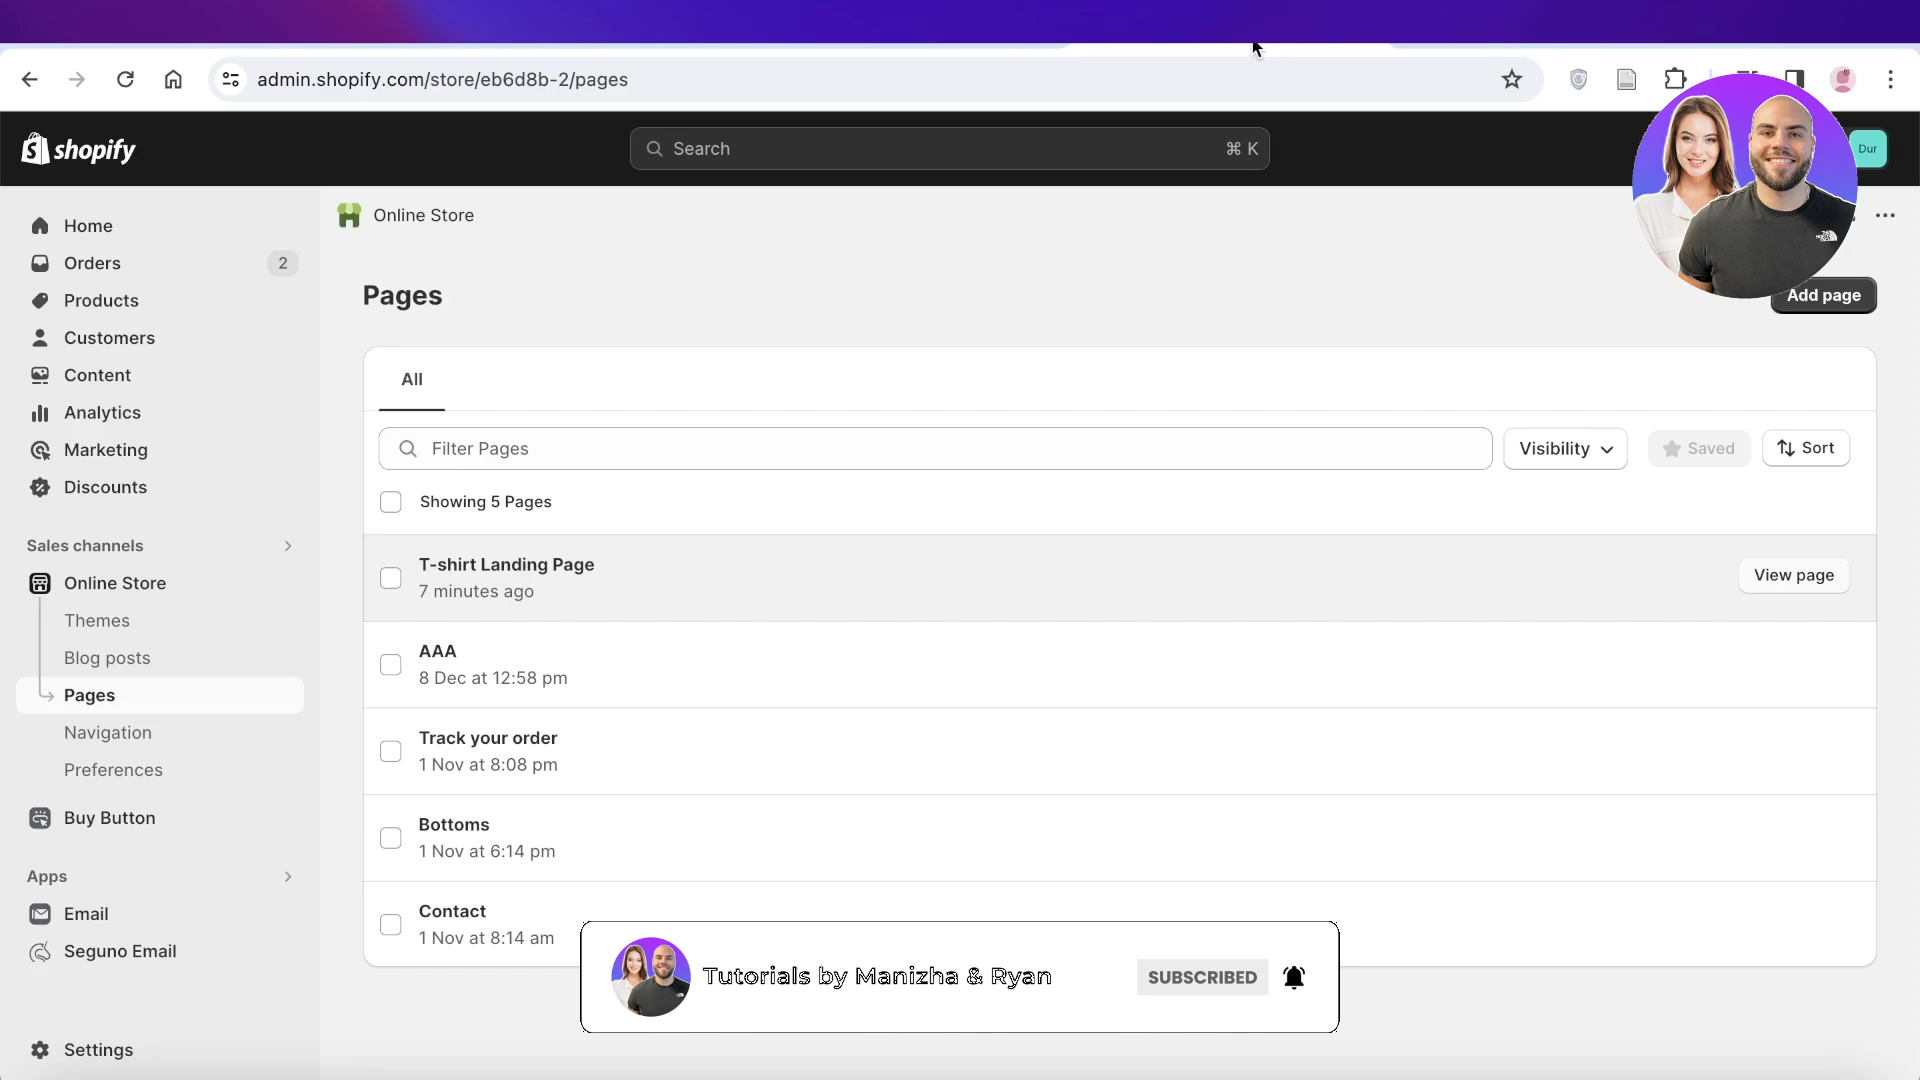 admin.shopify.com/store/eb6d8b-2/pages
shopify
Search
⌘ K
Dur
Home
Orders
2
Products
Customers
Content
Analytics
Marketing
Discounts
Sales channels
Online Store
Themes
Blog posts
Pages
Navigation
Preferences
Buy Button
Apps
Email
Seguno Email
Settings
Online Store
Pages
Add page
All
Filter Pages
Visibility
Saved
Sort
Showing 5 Pages
T-shirt Landing Page
7 minutes ago
View page
AAA
8 Dec at 12:58 pm
Track your order
1 Nov at 8:08 pm
Bottoms
1 Nov at 6:14 pm
Contact
1 Nov at 8:14 am
Tutorials by Manizha & Ryan
SUBSCRIBED